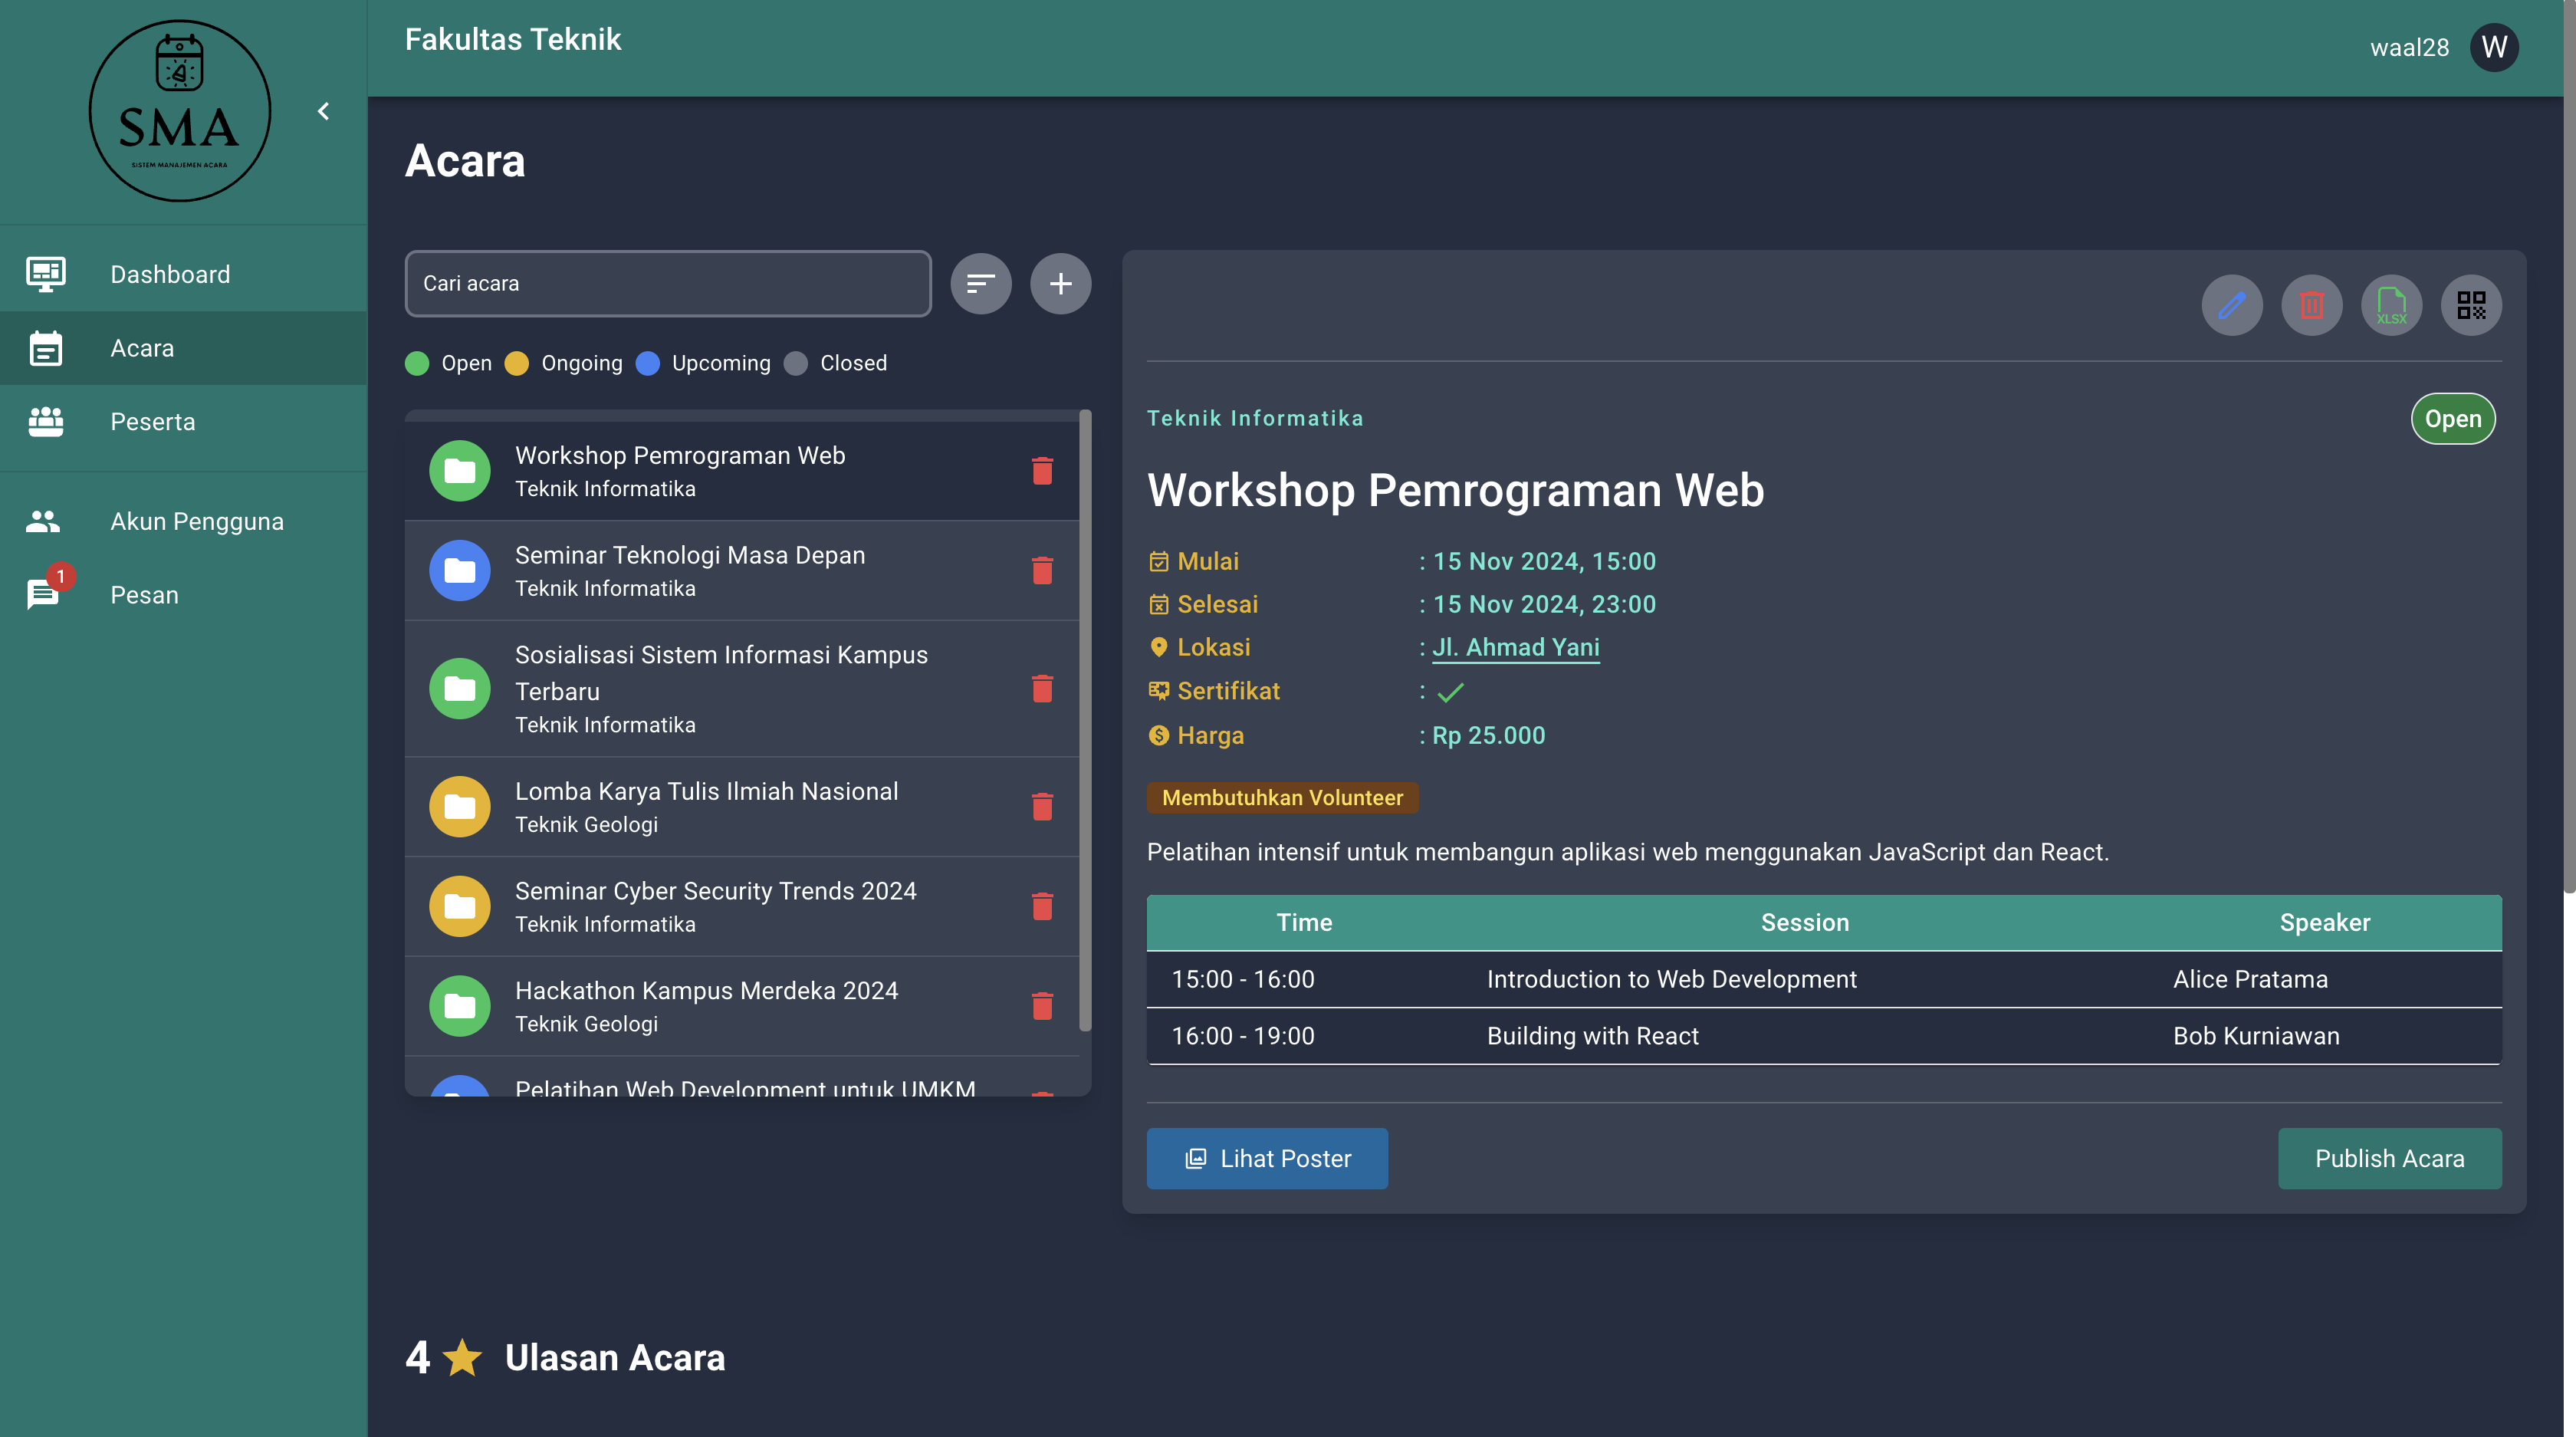 SMA
SISTEM MANAJEMEN ACARA
Dashboard
Acara
Peserta
Akun Pengguna
1
Pesan
Fakultas Teknik
waal28
W
Acara
Cari acara
Open
Ongoing
Upcoming
Closed
Workshop Pemrograman Web
Teknik Informatika
Seminar Teknologi Masa Depan
Teknik Informatika
Sosialisasi Sistem Informasi Kampus
Terbaru
Teknik Informatika
Lomba Karya Tulis Ilmiah Nasional
Teknik Geologi
Seminar Cyber Security Trends 2024
Teknik Informatika
Hackathon Kampus Merdeka 2024
Teknik Geologi
Pelatihan Web Development untuk UMKM
XLSX
Teknik Informatika
Open
Workshop Pemrograman Web
Mulai : 15 Nov 2024, 15:00
Selesai : 15 Nov 2024, 23:00
Lokasi : Jl. Ahmad Yani
Sertifikat :
Harga : Rp 25.000
Membutuhkan Volunteer
Pelatihan intensif untuk membangun aplikasi web menggunakan JavaScript dan React.
Time Session Speaker
15:00 - 16:00 Introduction to Web Development Alice Pratama
16:00 - 19:00 Building with React Bob Kurniawan
Lihat Poster
Publish Acara
4 Ulasan Acara